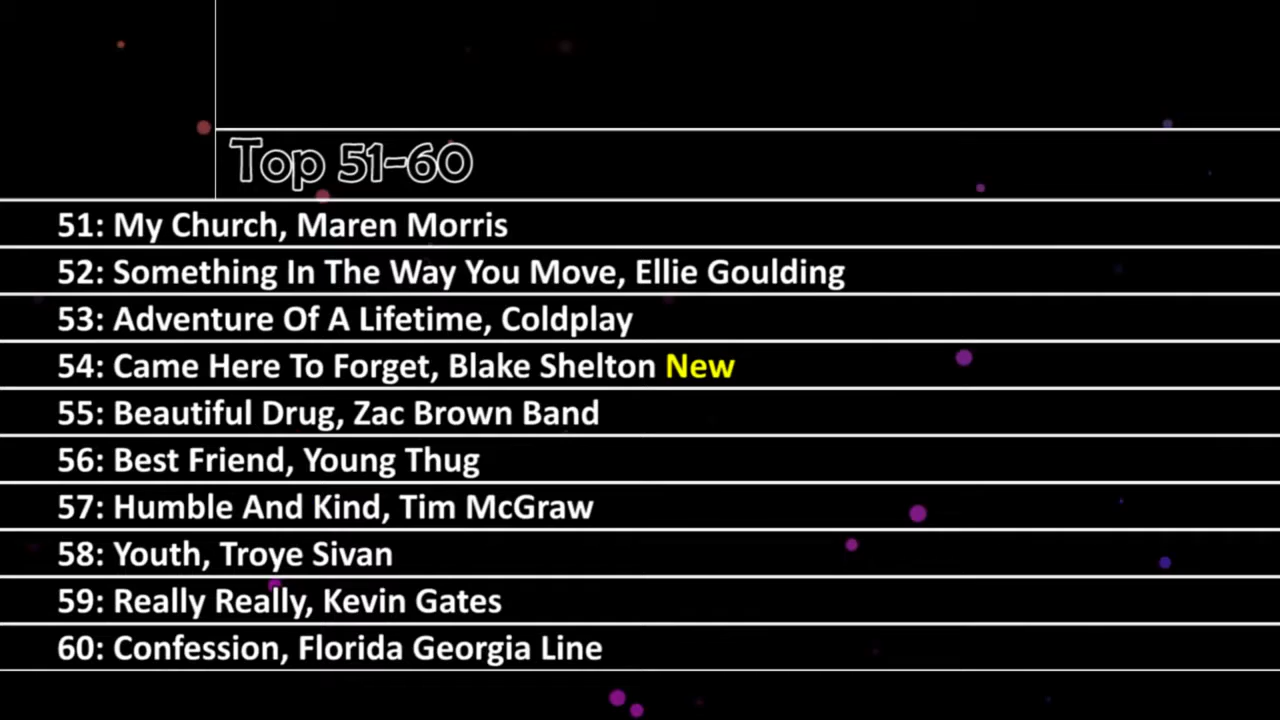 Top 51-60
51: My Church, Maren Morris
52: Something In The Way You Move, Ellie Goulding
53: Adventure Of A Lifetime, Coldplay
54: Came Here To Forget, Blake Shelton New
55: Beautiful Drug, Zac Brown Band
56: Best Friend, Young Thug
57: Humble And Kind, Tim McGraw
58: Youth, Troye Sivan
59: Really Really, Kevin Gates
60: Confession, Florida Georgia Line